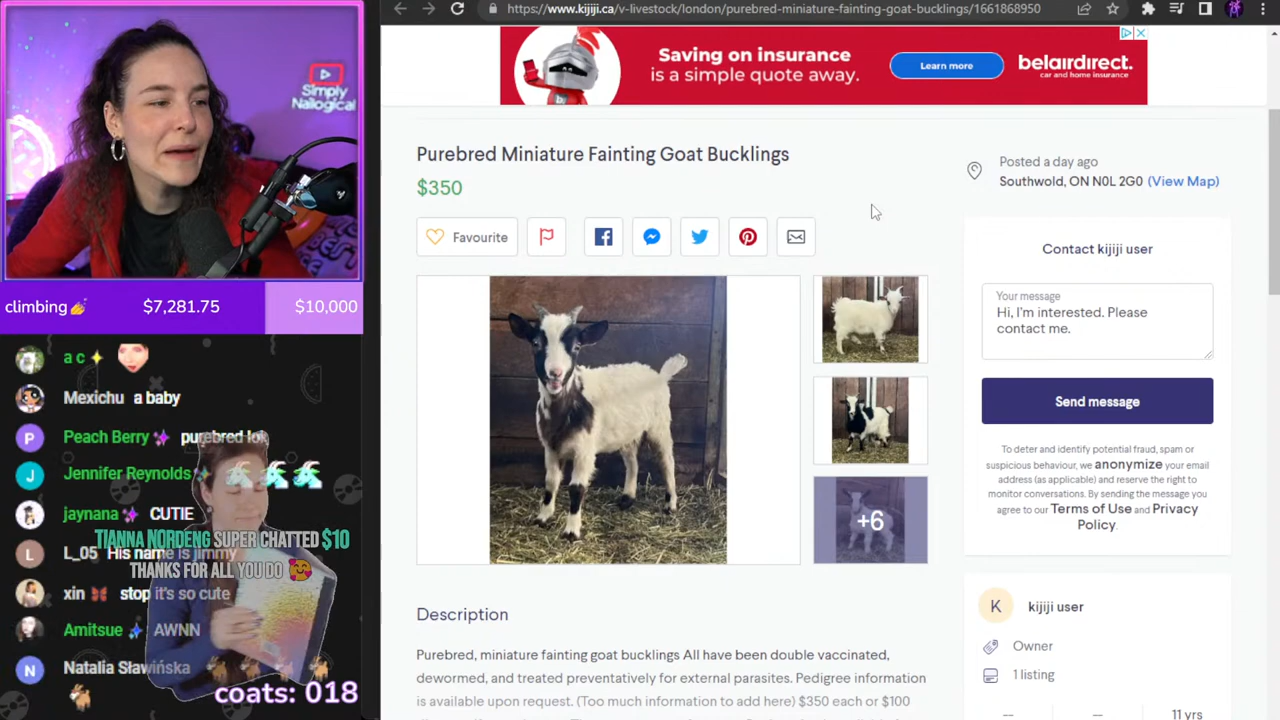 https://www.kijiji.ca/v-livestock/london/purebred-miniature-fainting-goat-bucklings/1661868950
Simply
Nailogical
Saving on insurance
is a simple quote away.
Learn more
belairdirect.
car and home insurance
Purebred Miniature Fainting Goat Bucklings
$350
Posted a day ago
Southwold, ON N0L 2G0 (View Map)
Favourite
Contact kijiji user
Your message
Hi, I'm interested. Please
contact me.
Send message
To deter and identify potential fraud, spam or
suspicious behaviour, we anonymize your email
address (as applicable) and reserve the right to
monitor conversations. By sending the message you
agree to our Terms of Use and Privacy
Policy.
+6
K
kijiji user
Owner
1 listing
-- -- 11 yrs
Description
Purebred, miniature fainting goat bucklings All have been double vaccinated,
dewormed, and treated preventatively for external parasites. Pedigree information
is available upon request. (Too much information to add here) $350 each or $100
climbing $7,281.75 $10,000
a c
Mexichu a baby
P Peach Berry purebred lol
J Jennifer Reynolds
jaynana CUTIE
TIANNA NORDENG SUPER CHATTED $10
L L_05 His name is jimmy
THANKS FOR ALL YOU DO
xin stop it's so cute
Amitsue AWNN
N Natalia Sławińska
coats: 018